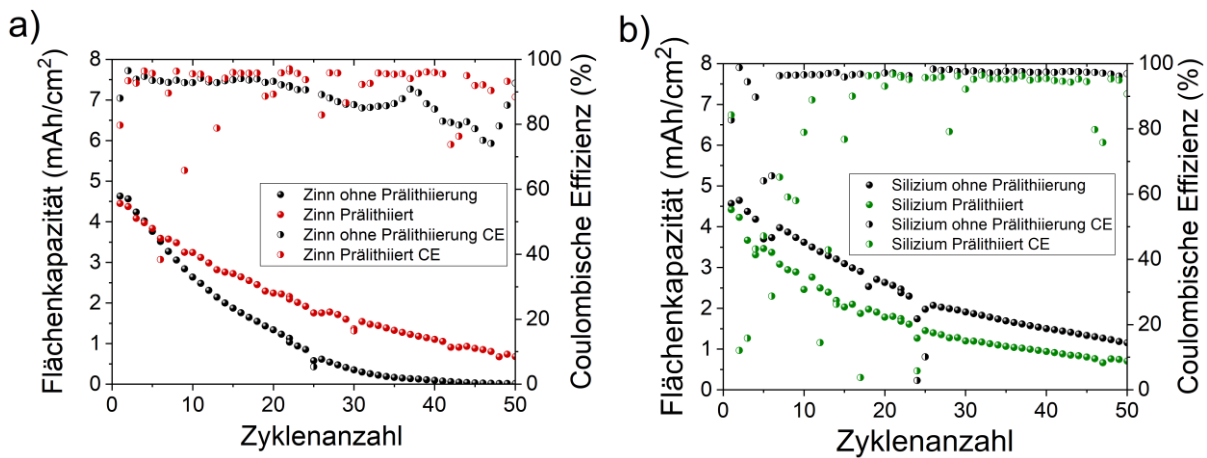 a)
Flächenkapazität (mAh/cm²)
8
7
6
5
4
3
2
1
0
0 10 20 30 40 50
Zyklenanzahl
100
80
60
40
20
0
Coulombische Effizienz (%)
Zinn ohne Prälithiierung
Zinn Prälithiiert
Zinn ohne Prälithiierung CE
Zinn Prälithiiert CE
b)
Flächenkapazität (mAh/cm²)
8
7
6
5
4
3
2
1
0
0 10 20 30 40 50
Zyklenanzahl
100
80
60
40
20
0
Coulombische Effizienz (%)
Silizium ohne Prälithiierung
Silizium Prälithiiert
Silizium ohne Prälithiierung CE
Silizium Prälithiiert CE